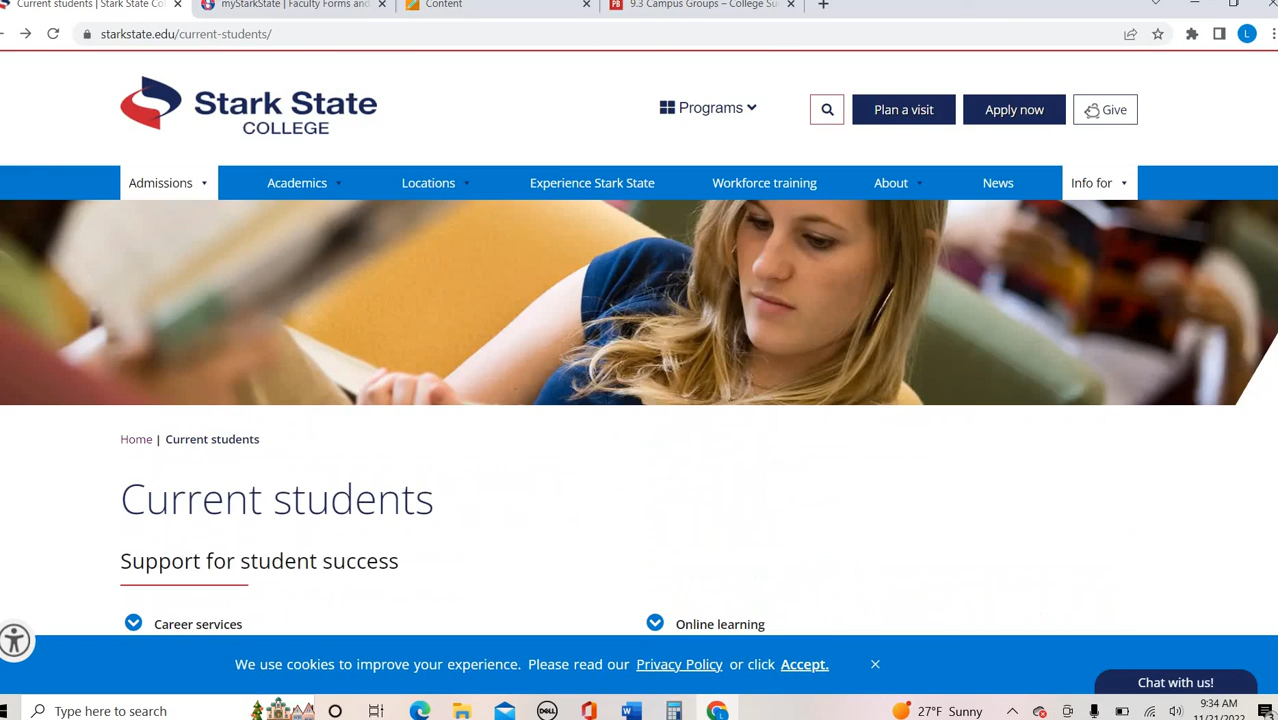 Current students | Stark State Co
myStarkState | Faculty Forms and
Content
9.3 Campus Groups – College Su
starkstate.edu/current-students/
L
Stark State
COLLEGE
Programs
Plan a visit
Apply now
Give
Admissions
Academics
Locations
Experience Stark State
Workforce training
About
News
Info for
Home | Current students
Current students
Support for student success
Career services
Online learning
We use cookies to improve your experience. Please read our Privacy Policy or click Accept.
Chat with us!
Type here to search
DELL
27°F Sunny
9:34 AM